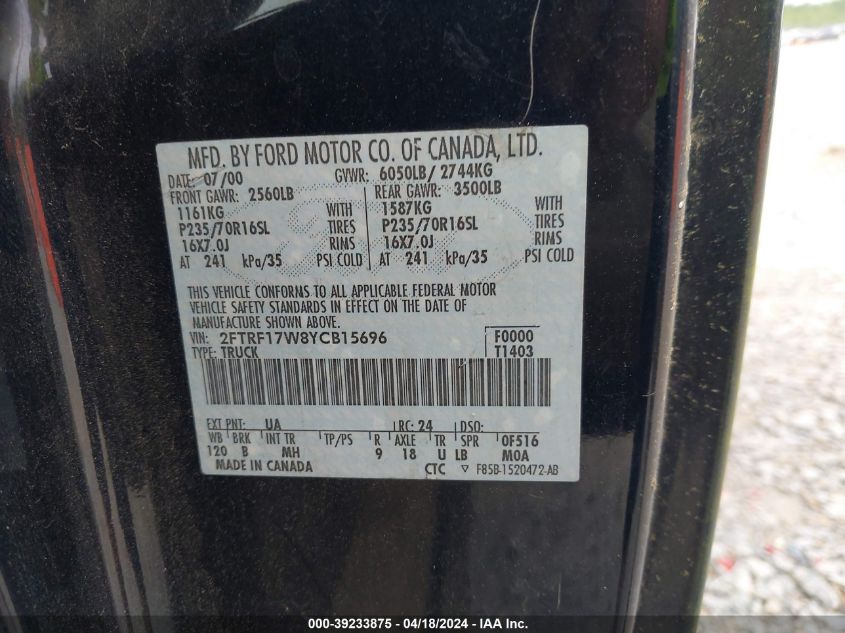 MFD. BY FORD MOTOR CO. OF CANADA, LTD.
DATE: 07/00 GVWR: 6050LB/ 2744KG
FRONT GAWR: 2560LB REAR GAWR: 3500LB
1161KG WITH 1587KG WITH
P235/70R16SL TIRES P235/70R16SL TIRES
16X7.0J RIMS 16X7.0J RIMS
AT 241 kPa/35 PSI COLD AT 241 kPa/35 PSI COLD
THIS VEHICLE CONFORMS TO ALL APPLICABLE FEDERAL MOTOR
VEHICLE SAFETY STANDARDS IN EFFECT ON THE DATE OF
MANUFACTURE SHOWN ABOVE.
VIN: 2FTRF17W8YCB15696 F0000
TYPE: TRUCK T1403
EXT PNT: UA RC: 24 DSO:
WB BRK INT TR TP/PS R AXLE TR SPR 0F516
120 B MH 9 18 U LB MOA
MADE IN CANADA CTC ▽ F85B-1520472-AB
000-39233875 - 04/18/2024 - IAA Inc.